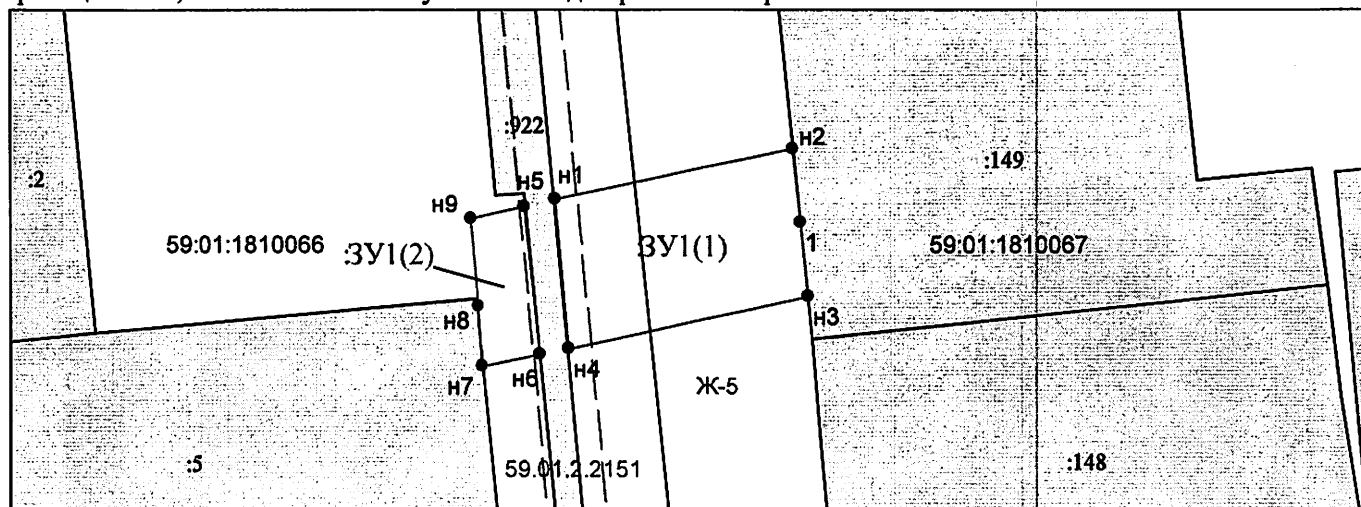 :922
н2
:149
:2
н5
н1
н9
1
59:01:1810066
:ЗУ1(2)
:ЗУ1(1)
59:01:1810067
н8
н3
н4
н6
н7
Ж-5
:5
59.01.2.2151
:148